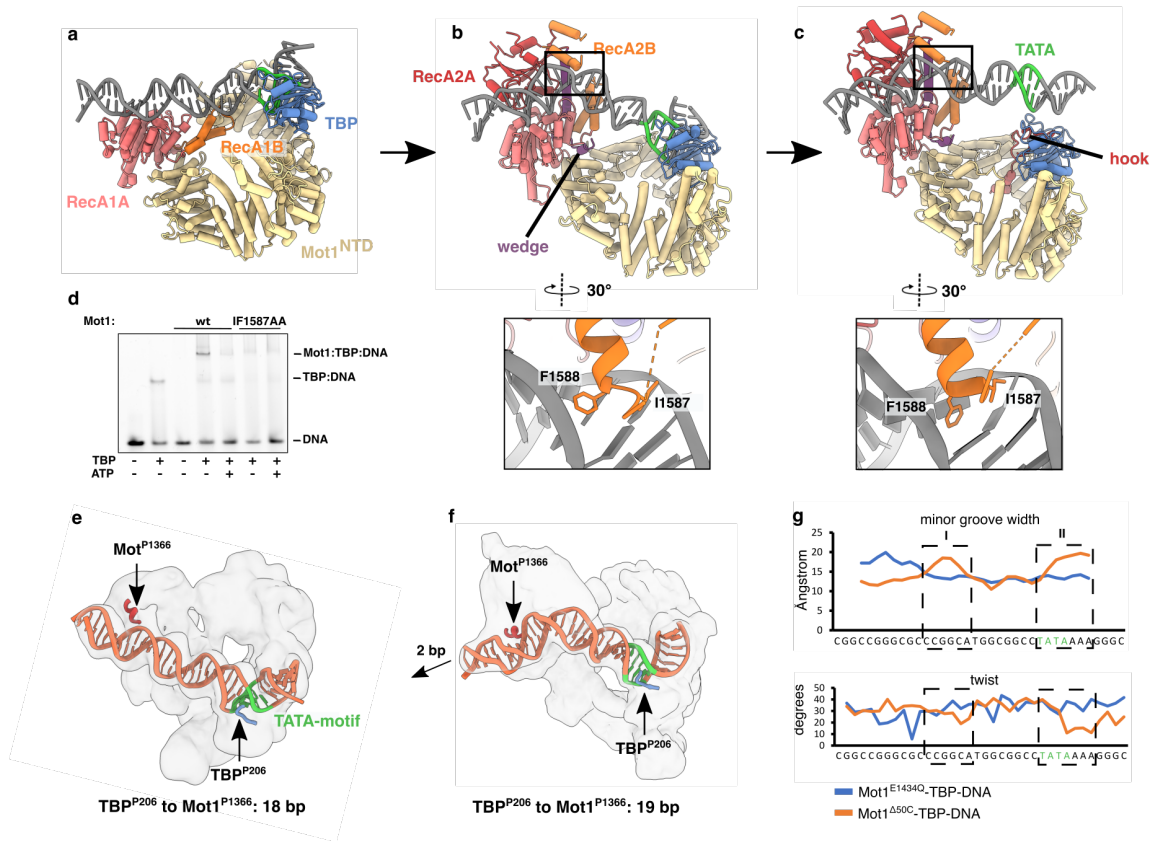 a
RecA1A
RecA1B
TBP
Mot1NTD
b
RecA2A
RecA2B
wedge
30°
F1588
I1587
c
TATA
hook
30°
F1588
I1587
d
Mot1: wt IF1587AA
Mot1:TBP:DNA
TBP:DNA
DNA
TBP - + - + + + +
ATP - - - - + - +
e
MotP1366
TATA-motif
TBPP206
TBPP206 to Mot1P1366: 18 bp
f
MotP1366
2 bp
TBPP206
TBPP206 to Mot1P1366: 19 bp
g
minor groove width
I II
25
20
15
10
5
0
Ångstrom
CGGCCGGGCGCCCGGCATGGCGGCCTATAAAAGGGC
twist
50
40
30
20
10
0
degrees
CGGCCGGGCGCCCGGCATGGCGGCCTATAAAAGGGC
Mot1E1434Q-TBP-DNA
Mot1Δ50C-TBP-DNA